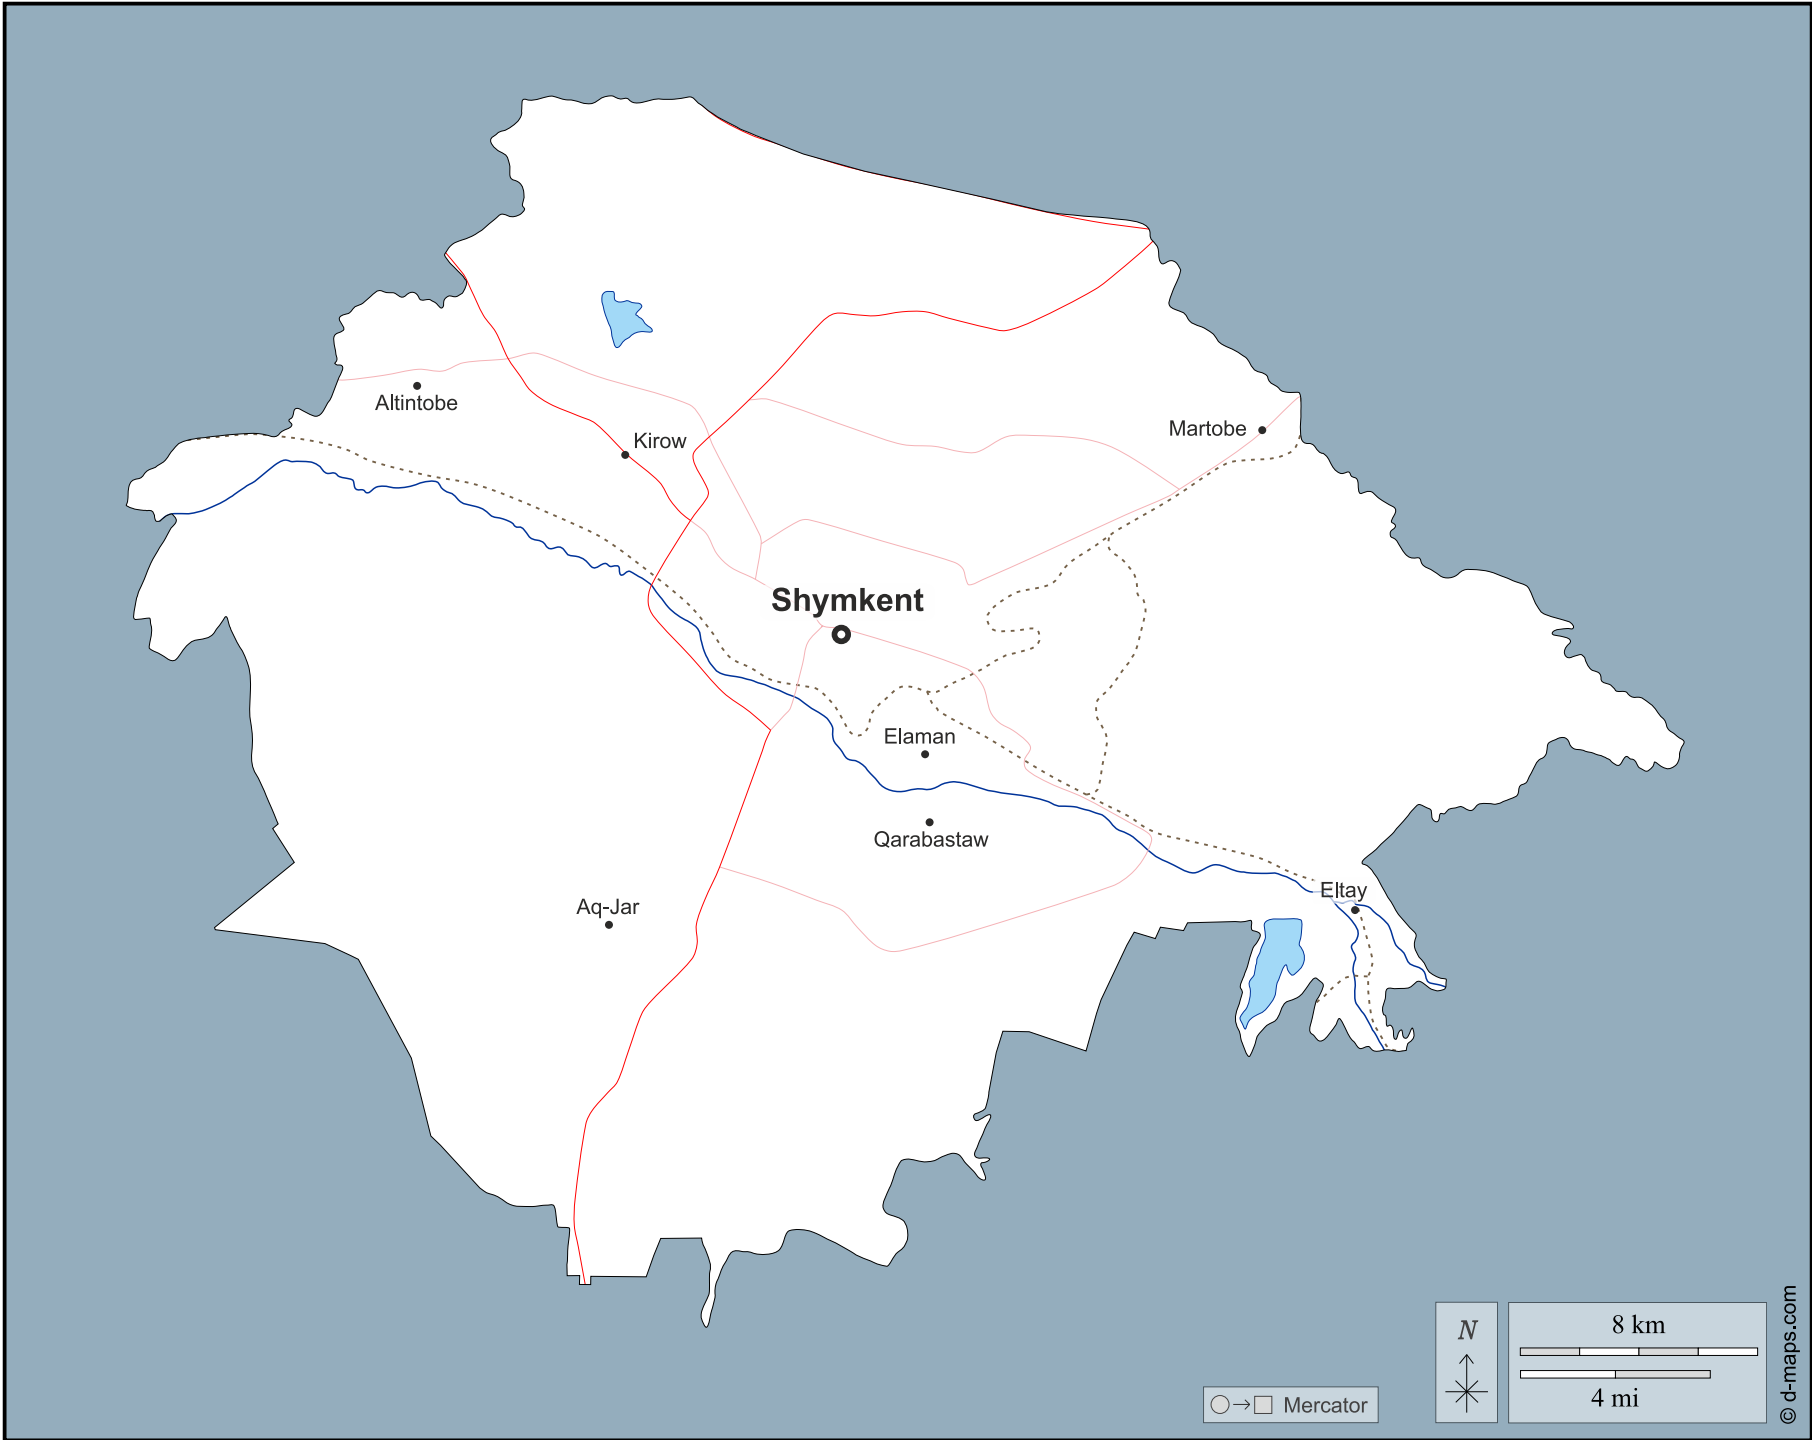 Altintobe
Kirow
Martobe
Shymkent
Elaman
Qarabastaw
Eltay
Aq-Jar
N
8 km
4 mi
Mercator
© d-maps.com